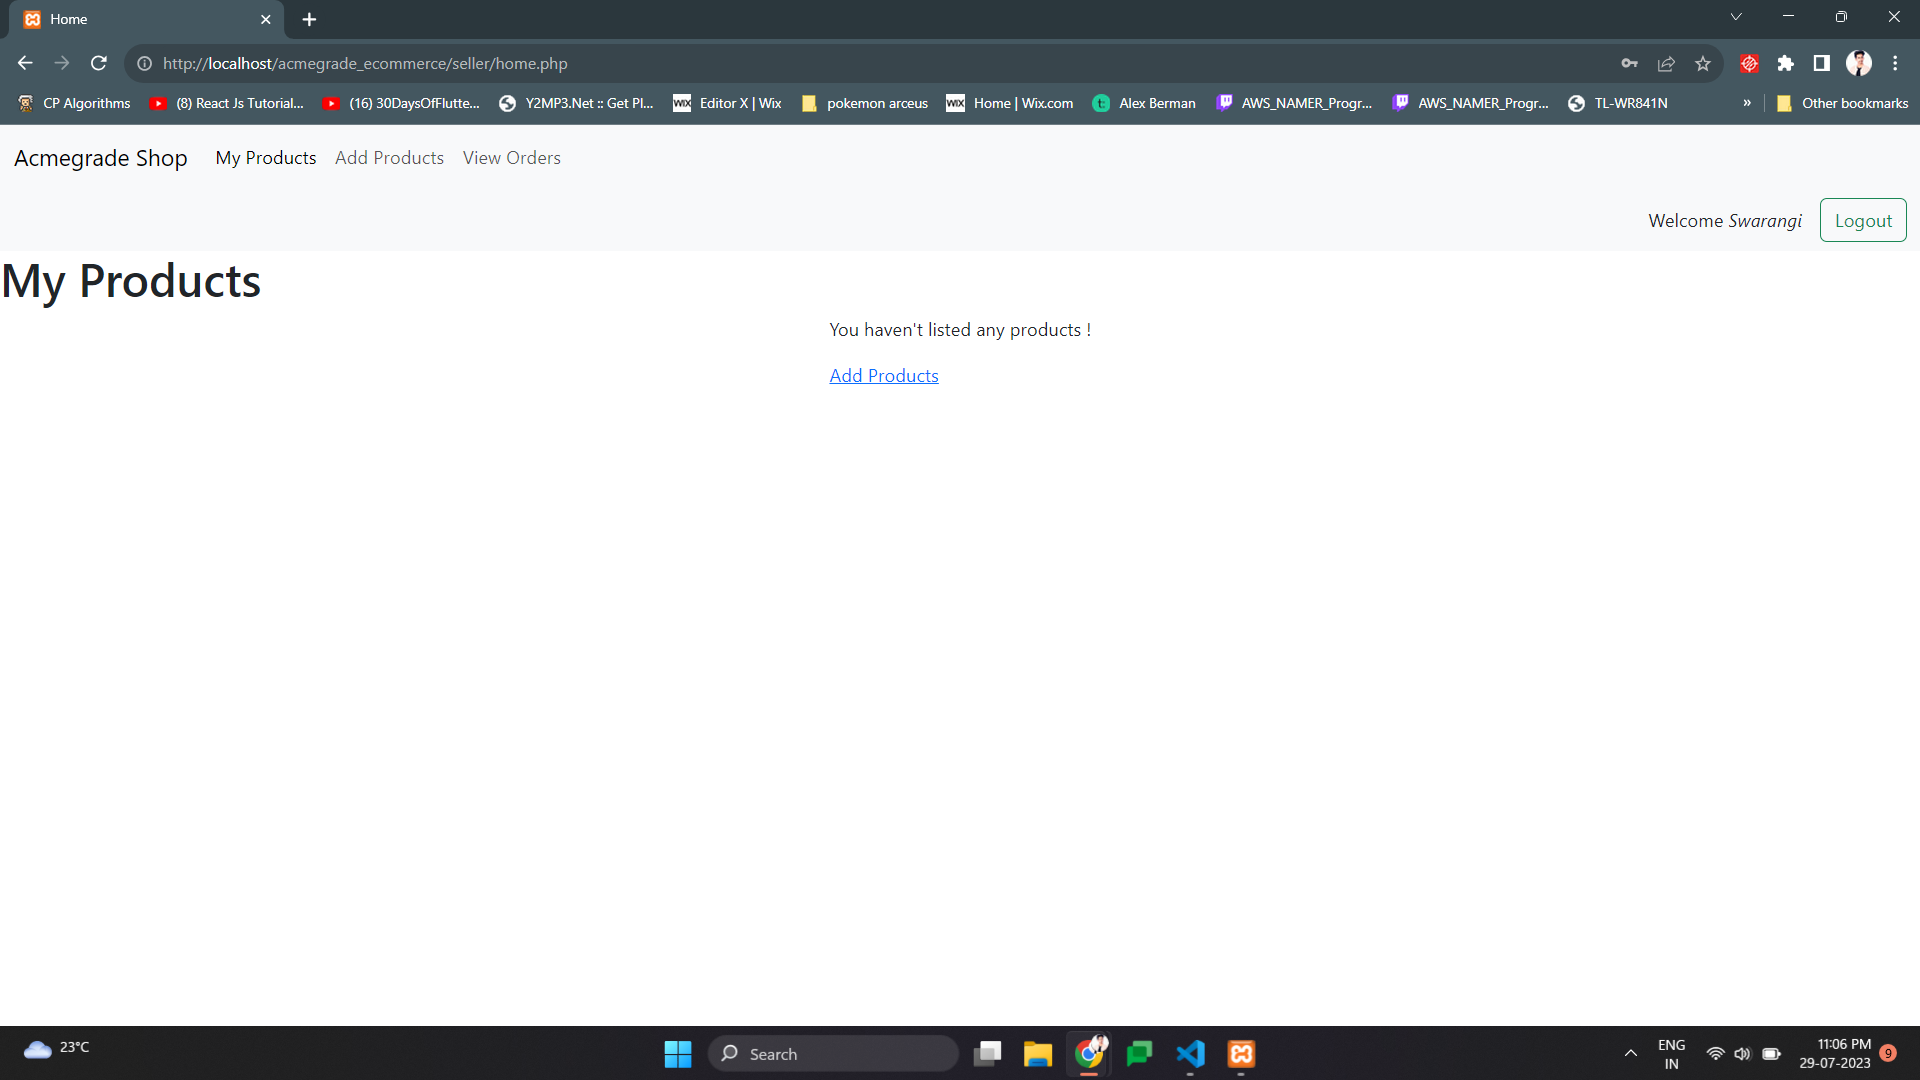 Home
http://localhost/acmegrade_ecommerce/seller/home.php
CP Algorithms (8) React Js Tutorial... (16) 30DaysOfFlutte... Y2MP3.Net :: Get Pl... WIX Editor X | Wix pokemon arceus WIX Home | Wix.com t Alex Berman AWS_NAMER_Progr... AWS_NAMER_Progr... TL-WR841N » Other bookmarks
Acmegrade Shop My Products Add Products View Orders
Welcome Swarangi Logout
My Products
You haven't listed any products !
Add Products
23°C
Search
ENG
IN
11:06 PM
29-07-2023
9